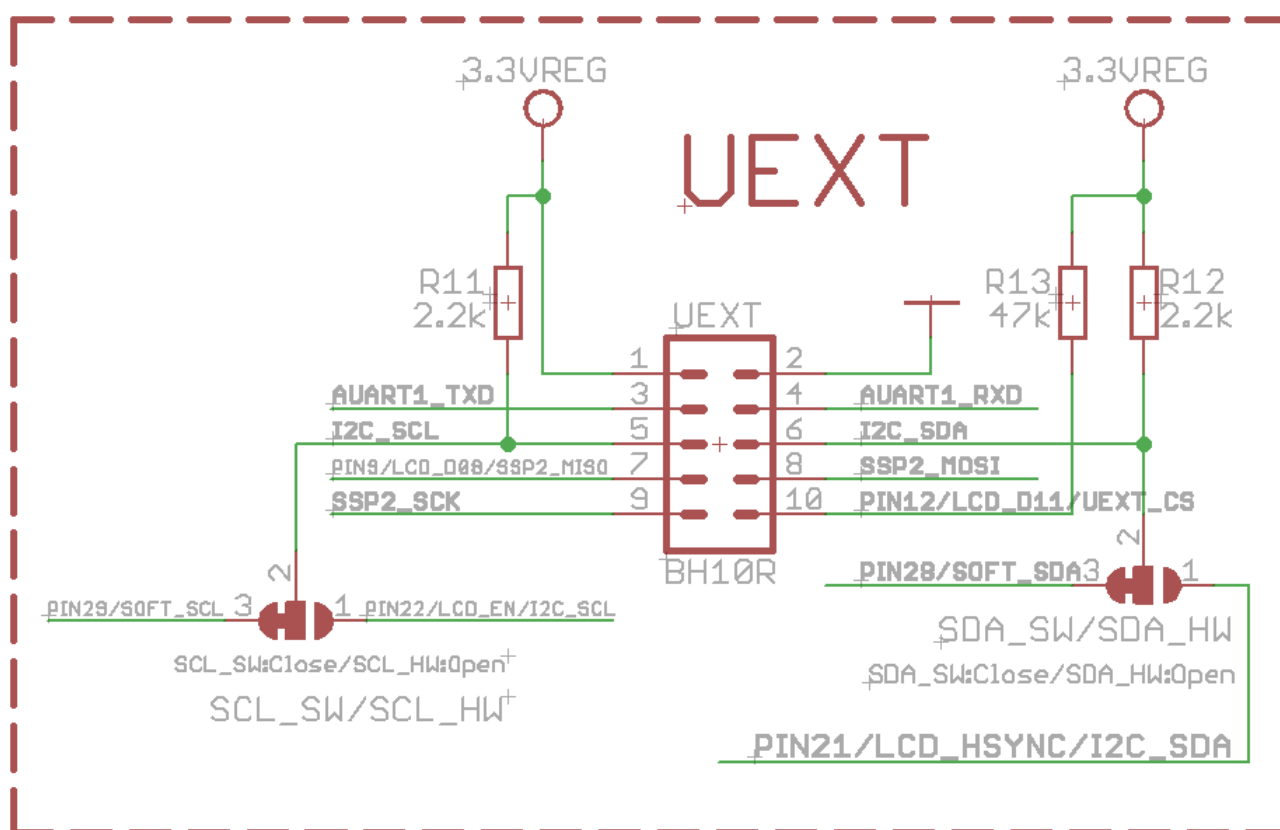 3.3VREG
3.3VREG
UEXT
R11
2.2k
R13
47k
R12
2.2k
UEXT
1
2
AUART1_TXD
3
4
AUART1_RXD
I2C_SCL
5
6
I2C_SDA
PIN9/LCD_D08/SSP2_MISO
7
8
SSP2_MOSI
SSP2_SCK
9
10
PIN12/LCD_D11/UEXT_CS
BH10R
2
PIN28/SOFT_SDA
3
1
2
PIN29/SOFT_SCL
3
1
PIN22/LCD_EN/I2C_SCL
SDA_SW/SDA_HW
SCL_SW:Close/SCL_HW:Open
SDA_SW:Close/SDA_HW:Open
SCL_SW/SCL_HW
PIN21/LCD_HSYNC/I2C_SDA